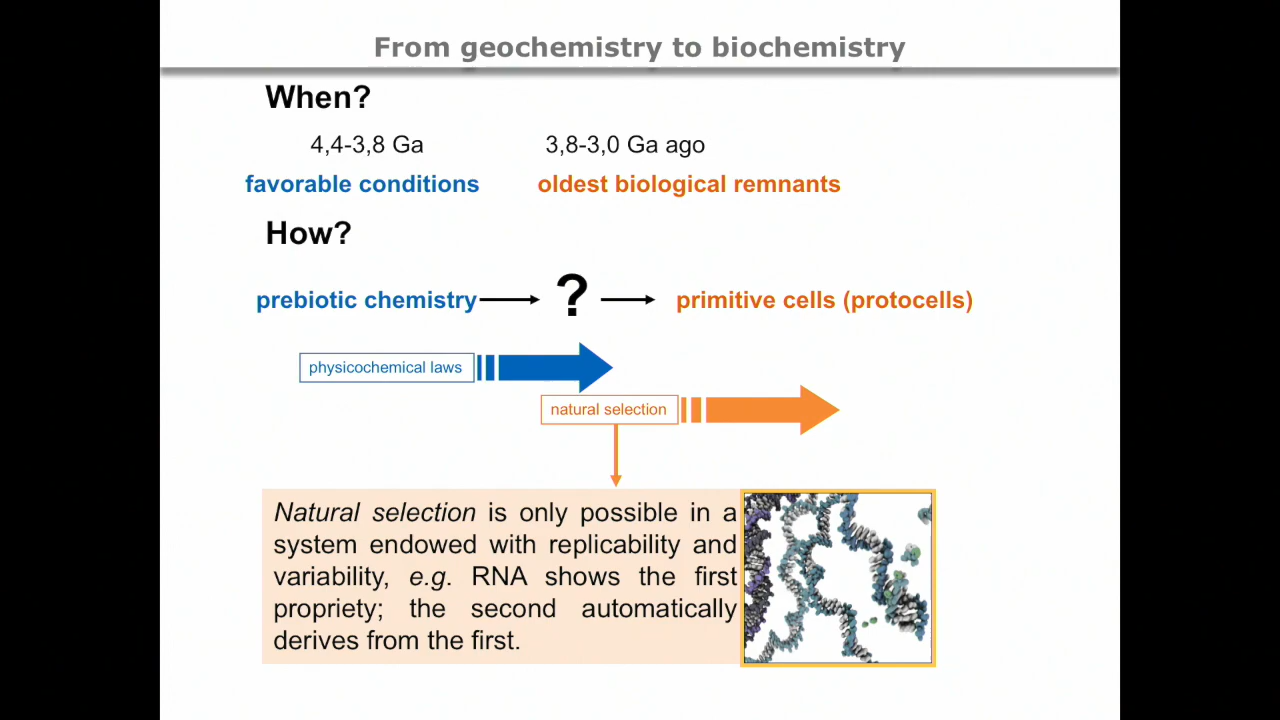 From geochemistry to biochemistry
When?
4,4-3,8 Ga 3,8-3,0 Ga ago
favorable conditions oldest biological remnants
How?
prebiotic chemistry ? primitive cells (protocells)
physicochemical laws
natural selection
Natural selection is only possible in a
system endowed with replicability and
variability, e.g. RNA shows the first
propriety; the second automatically
derives from the first.